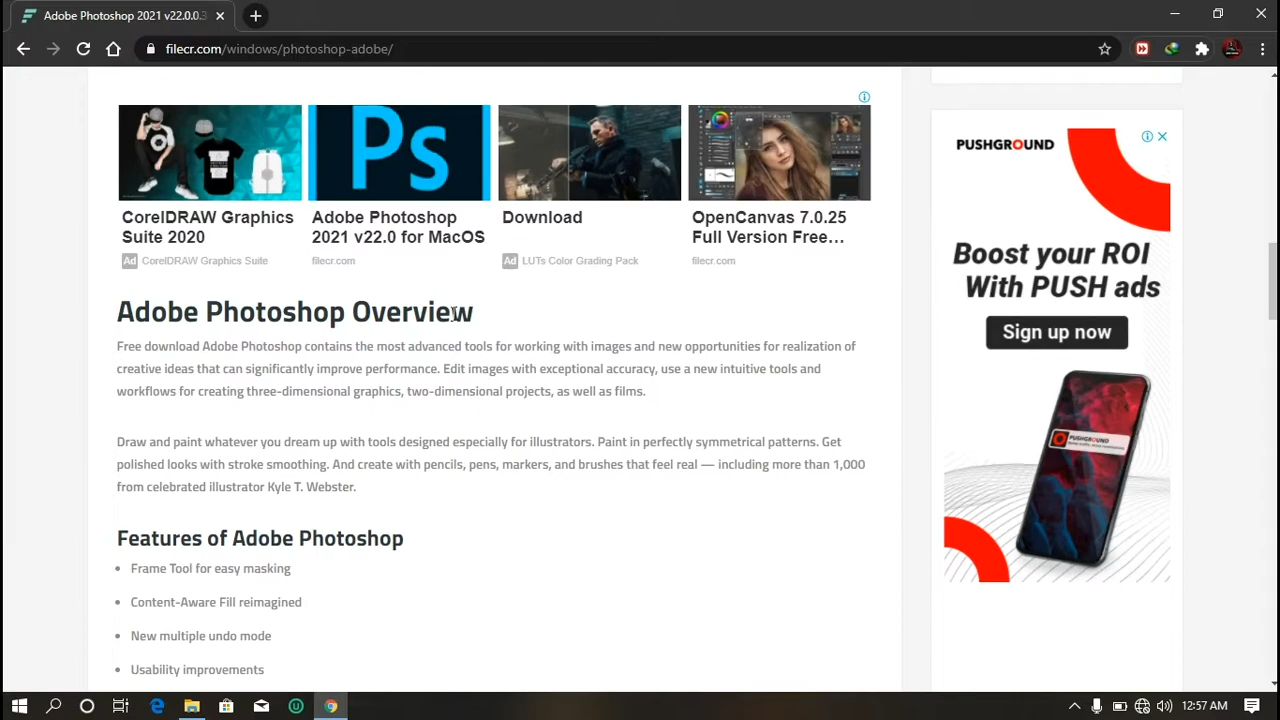 Adobe Photoshop 2021 v22.0.0.3
filecr.com/windows/photoshop-adobe/
CorelDRAW Graphics
Suite 2020
Ad CorelDRAW Graphics Suite
Ps
Adobe Photoshop
2021 v22.0 for MacOS
filecr.com
Download
Ad LUTs Color Grading Pack
OpenCanvas 7.0.25
Full Version Free…
filecr.com
Adobe Photoshop Overview
Free download Adobe Photoshop contains the most advanced tools for working with images and new opportunities for realization of
creative ideas that can significantly improve performance. Edit images with exceptional accuracy, use a new intuitive tools and
workflows for creating three-dimensional graphics, two-dimensional projects, as well as films.
Draw and paint whatever you dream up with tools designed especially for illustrators. Paint in perfectly symmetrical patterns. Get
polished looks with stroke smoothing. And create with pencils, pens, markers, and brushes that feel real — including more than 1,000
from celebrated illustrator Kyle T. Webster.
Features of Adobe Photoshop
• Frame Tool for easy masking
• Content-Aware Fill reimagined
• New multiple undo mode
• Usability improvements
PUSHGROUND
Boost your ROI
With PUSH ads
Sign up now
PUSHGROUND
12:57 AM